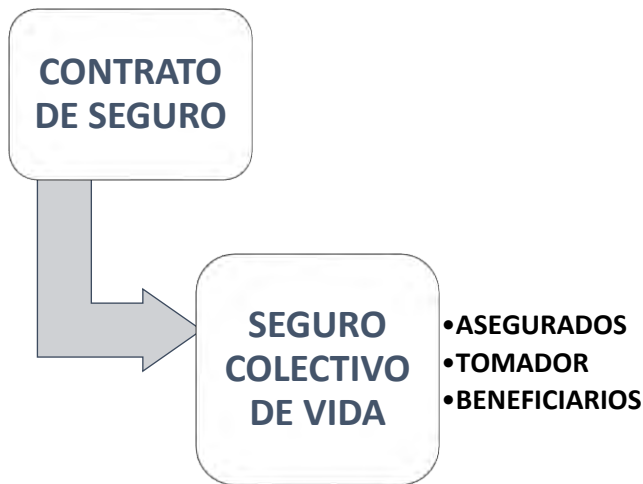 CONTRATO
DE SEGURO
SEGURO
COLECTIVO
DE VIDA
•ASEGURADOS
•TOMADOR
•BENEFICIARIOS